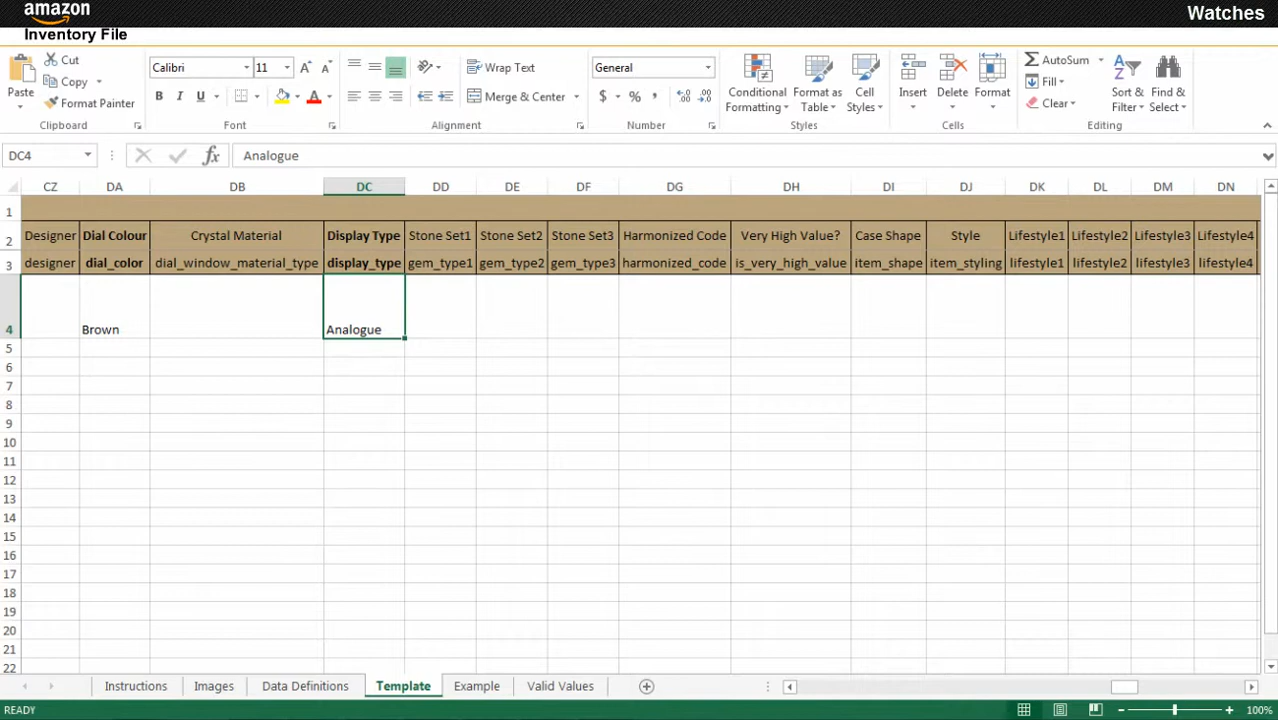 amazon
Watches
Inventory File
Paste
Cut
Copy
Format Painter
Clipboard
Calibri
11
A A
B I U A
Font
Wrap Text
Merge & Center
Alignment
General
$ % ,
Number
Conditional Formatting
Format as Table
Cell Styles
Styles
Insert
Delete
Format
Cells
AutoSum
Fill
Clear
Sort & Filter
Find & Select
Editing
DC4
fx
Analogue
CZ DA DB DC DD DE DF DG DH DI DJ DK DL DM DN
1
2 Designer Dial Colour Crystal Material Display Type Stone Set1 Stone Set2 Stone Set3 Harmonized Code Very High Value? Case Shape Style Lifestyle1 Lifestyle2 Lifestyle3 Lifestyle4
3 designer dial_color dial_window_material_type display_type gem_type1 gem_type2 gem_type3 harmonized_code is_very_high_value item_shape item_styling lifestyle1 lifestyle2 lifestyle3 lifestyle4
4 Brown Analogue
5
6
7
8
9
10
11
12
13
14
15
16
17
18
19
20
21
22
Instructions Images Data Definitions Template Example Valid Values
READY
100%